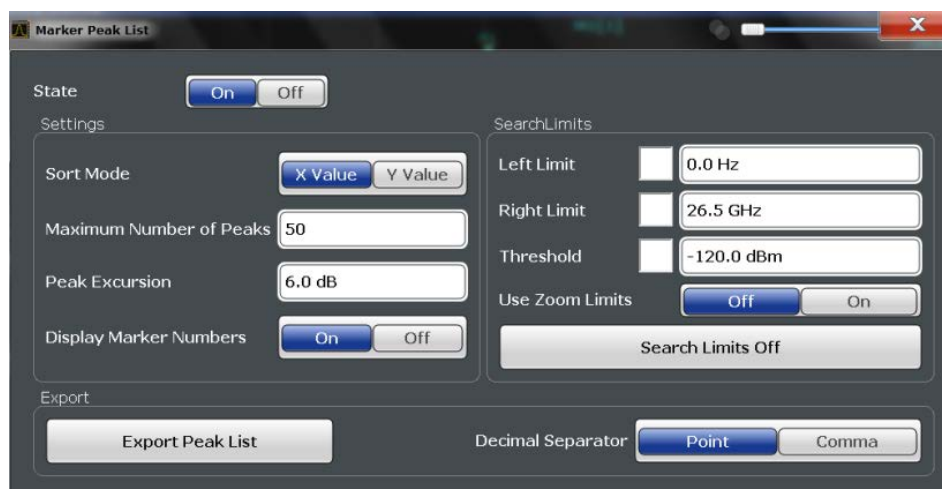 Marker Peak List
X
State On Off
Settings
Sort Mode X Value Y Value
Maximum Number of Peaks 50
Peak Excursion 6.0 dB
Display Marker Numbers On Off
SearchLimits
Left Limit 0.0 Hz
Right Limit 26.5 GHz
Threshold -120.0 dBm
Use Zoom Limits Off On
Search Limits Off
Export
Export Peak List
Decimal Separator Point Comma